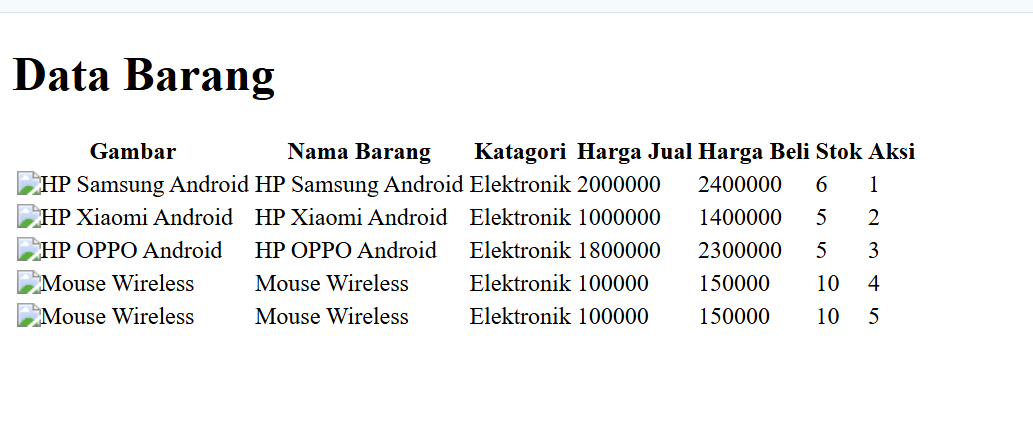 Data Barang
Gambar Nama Barang Katagori Harga Jual Harga Beli Stok Aksi
HP Samsung Android HP Samsung Android Elektronik 2000000 2400000 6 1
HP Xiaomi Android HP Xiaomi Android Elektronik 1000000 1400000 5 2
HP OPPO Android HP OPPO Android Elektronik 1800000 2300000 5 3
Mouse Wireless Mouse Wireless Elektronik 100000 150000 10 4
Mouse Wireless Mouse Wireless Elektronik 100000 150000 10 5